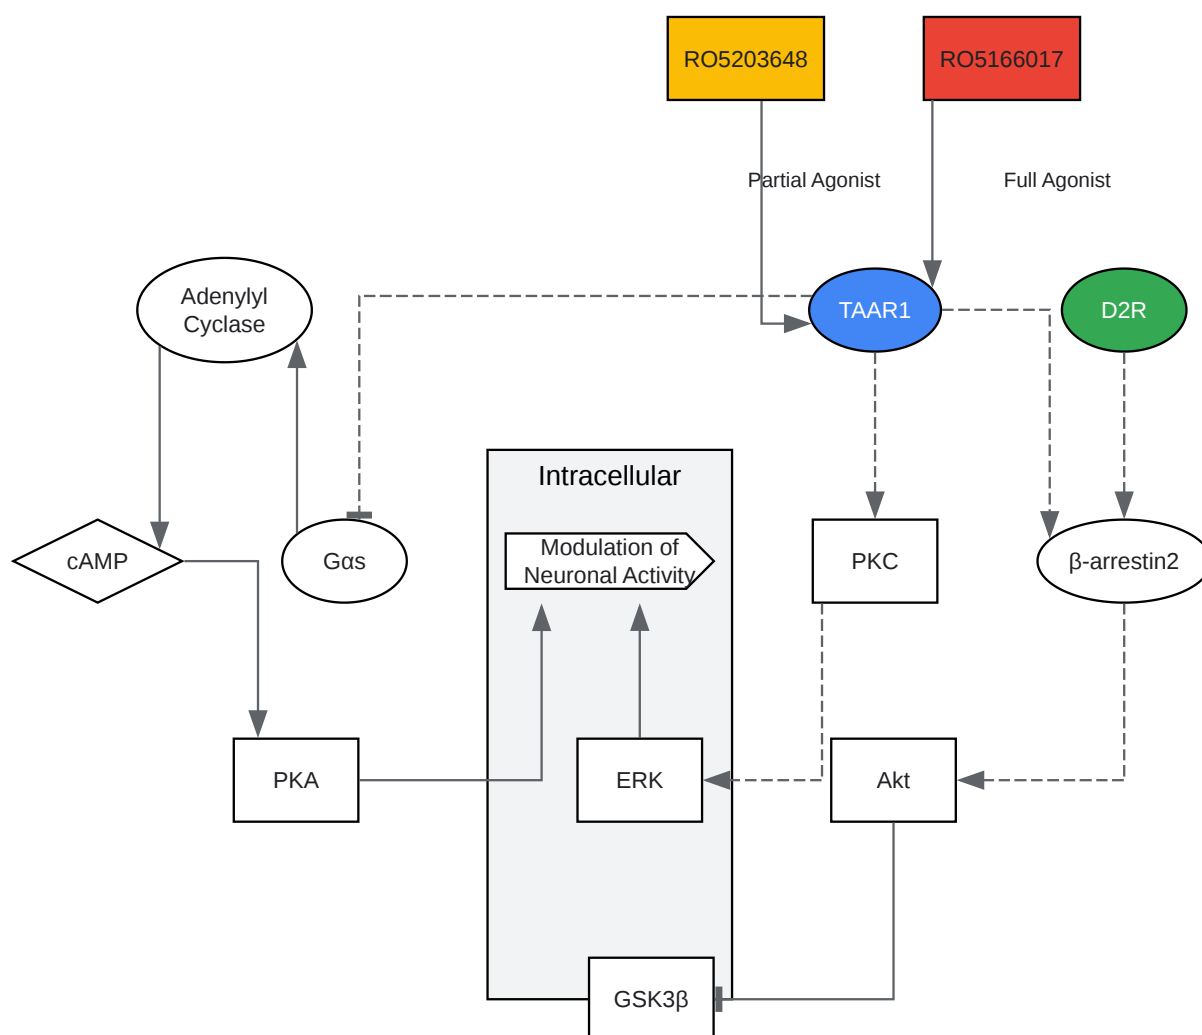 RO5203648
RO5166017
Partial Agonist
Full Agonist
Adenylyl
Cyclase
TAAR1
D2R
Intracellular
cAMP
Gαs
Modulation of
Neuronal Activity
PKC
β-arrestin2
PKA
ERK
Akt
GSK3β